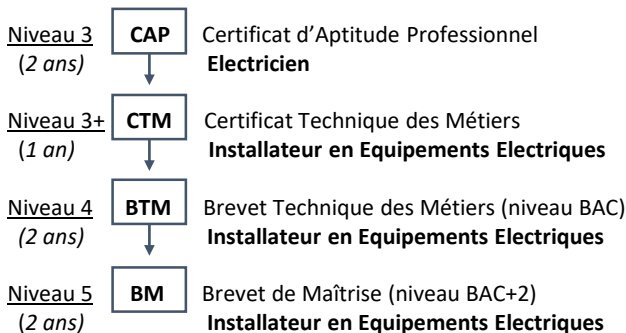 Niveau 3 CAP Certificat d'Aptitude Professionnel
(2 ans) Electricien
Niveau 3+ CTM Certificat Technique des Métiers
(1 an) Installateur en Equipements Electriques
Niveau 4 BTM Brevet Technique des Métiers (niveau BAC)
(2 ans) Installateur en Equipements Electriques
Niveau 5 BM Brevet de Maîtrise (niveau BAC+2)
(2 ans) Installateur en Equipements Electriques